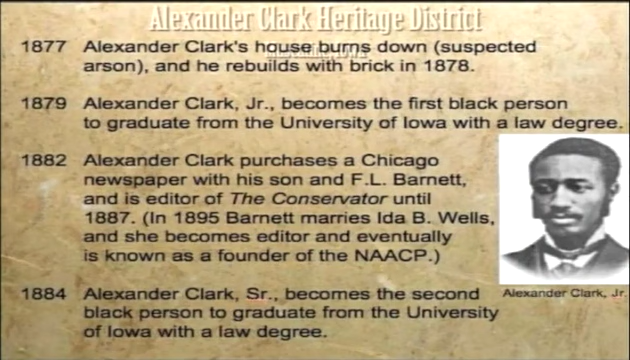 Alexander Clark Heritage District
1877 Alexander Clark's house burns down (suspected
arson), and he rebuilds with brick in 1878.
1879 Alexander Clark, Jr., becomes the first black person
to graduate from the University of Iowa with a law degree.
1882 Alexander Clark purchases a Chicago
newspaper with his son and F.L. Barnett,
and is editor of The Conservator until
1887. (In 1895 Barnett marries Ida B. Wells,
and she becomes editor and eventually
is known as a founder of the NAACP.)
Alexander Clark, Jr.
1884 Alexander Clark, Sr., becomes the second
black person to graduate from the University
of Iowa with a law degree.